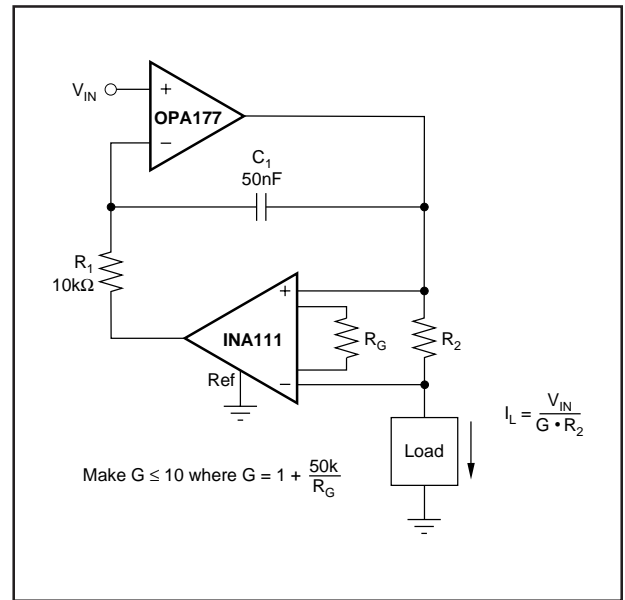 V_IN
+
OPA177
–
C_1
50nF
R_1
10kΩ
+
INA111
R_G
R_2
Ref
–
Load
I_L = V_IN / G • R_2
Make G ≤ 10 where G = 1 + 50k / R_G